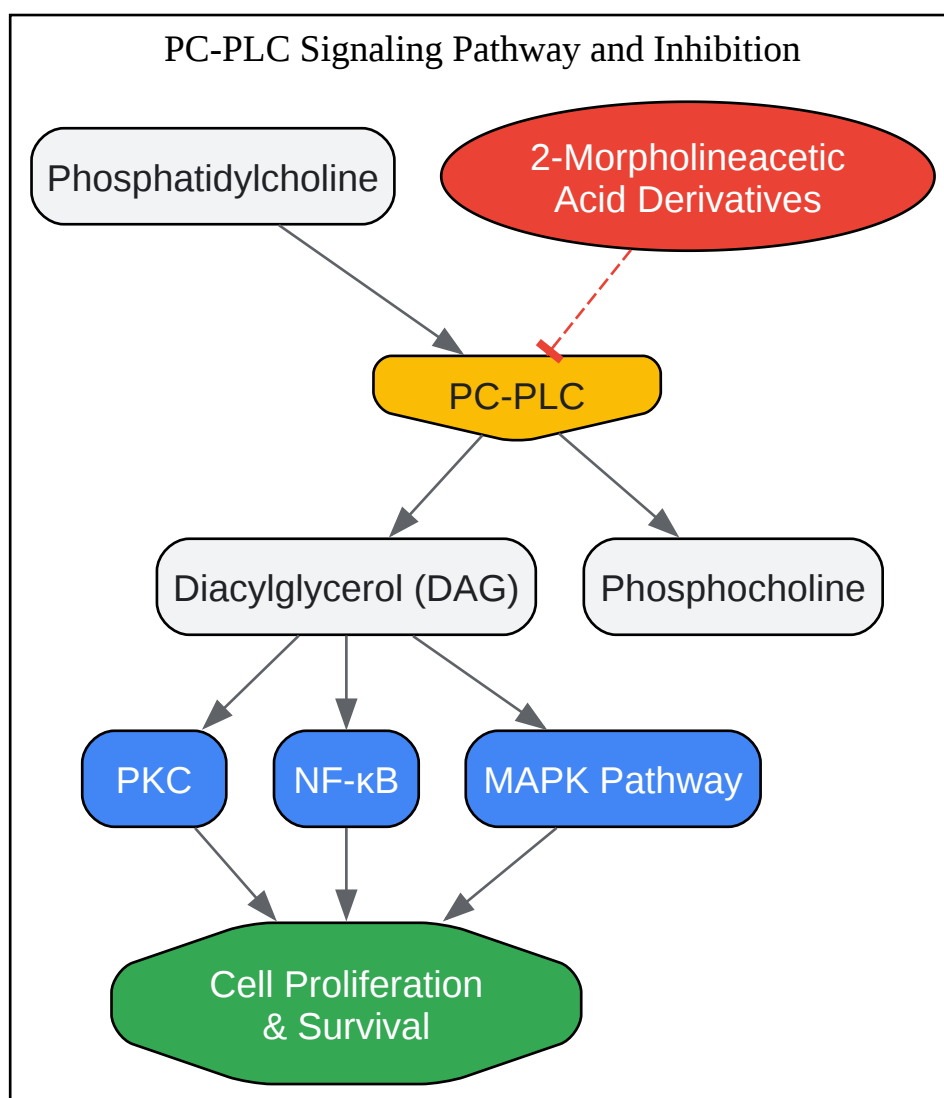 PC-PLC Signaling Pathway and Inhibition
Phosphatidylcholine
2-Morpholineacetic
Acid Derivatives
PC-PLC
Diacylglycerol (DAG)
Phosphocholine
PKC
NF-κB
MAPK Pathway
Cell Proliferation
& Survival